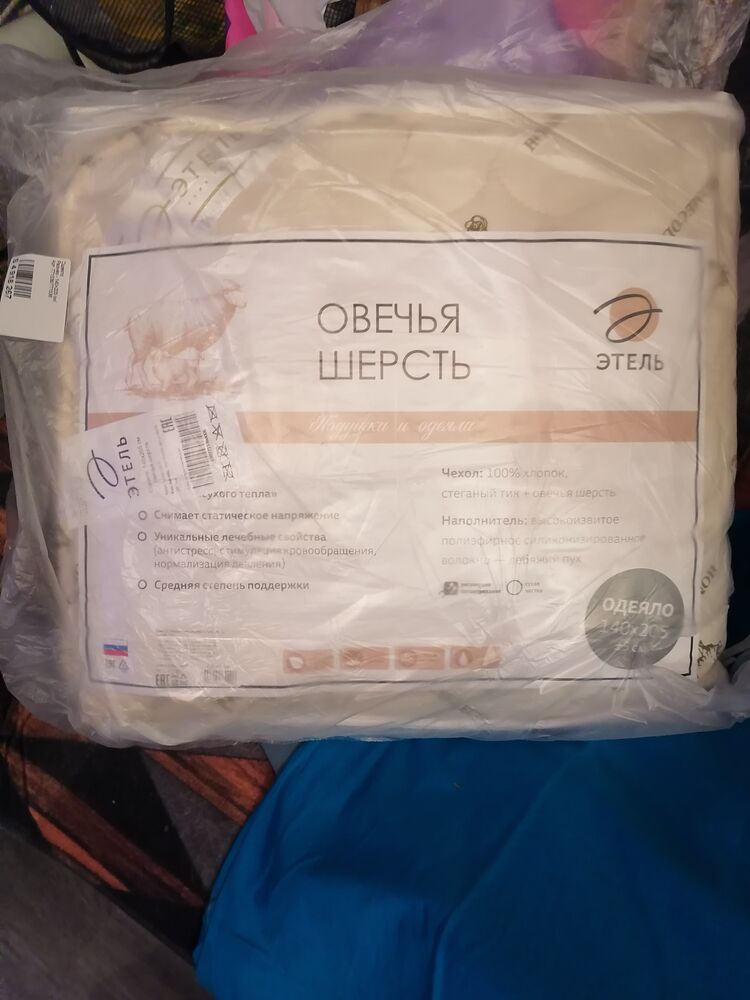 ЭТЕЛЬ
ОВЕЧЬЯ
ШЕРСТЬ
ЭТЕЛЬ
Подушки и одеяла
ЭТЕЛЬ
сухого тепла»
Снимает статическое напряжение
Уникальные лечебные свойства
(антистресс, стимуляция кровообращения,
нормализация давления)
Средняя степень поддержки
Чехол: 100% хлопок,
стеганый тик + овечья шерсть
Наполнитель: высокоизвитое
полиэфирное силиконизированное
волокно — лебяжий пух
ОДЕЯЛО
140х205
EAC